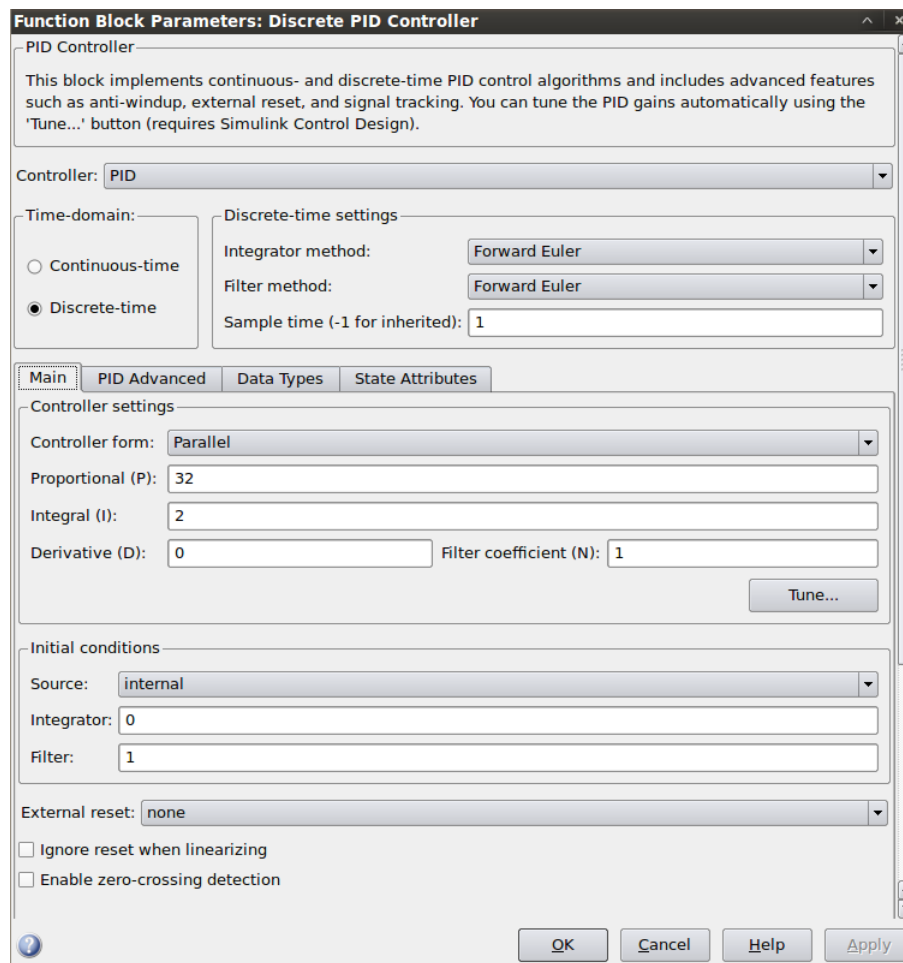 Function Block Parameters: Discrete PID Controller
PID Controller
This block implements continuous- and discrete-time PID control algorithms and includes advanced features
such as anti-windup, external reset, and signal tracking. You can tune the PID gains automatically using the
'Tune...' button (requires Simulink Control Design).
Controller: PID
Time-domain:
Continuous-time
Discrete-time
Discrete-time settings
Integrator method: Forward Euler
Filter method: Forward Euler
Sample time (-1 for inherited): 1
Main PID Advanced Data Types State Attributes
Controller settings
Controller form: Parallel
Proportional (P): 32
Integral (I): 2
Derivative (D): 0 Filter coefficient (N): 1
Tune...
Initial conditions
Source: internal
Integrator: 0
Filter: 1
External reset: none
Ignore reset when linearizing
Enable zero-crossing detection
? OK Cancel Help Apply